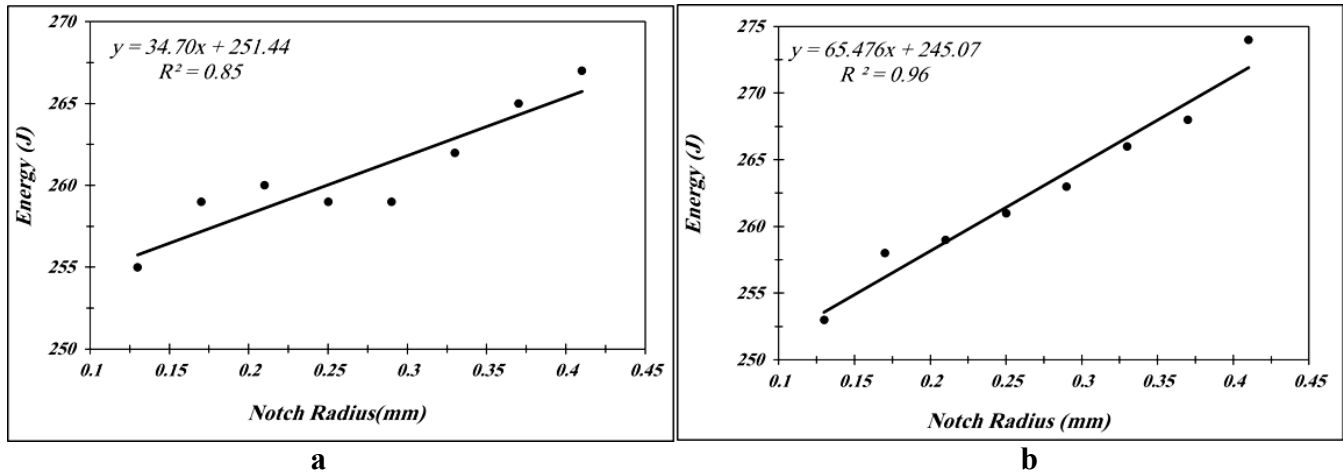 270
265
260
255
250
Energy (J)
y = 34.70x + 251.44
R² = 0.85
0.1 0.15 0.2 0.25 0.3 0.35 0.4 0.45
Notch Radius(mm)
a
275
270
265
260
255
250
Energy (J)
y = 65.476x + 245.07
R ² = 0.96
0.1 0.15 0.2 0.25 0.3 0.35 0.4 0.45
Notch Radius (mm)
b